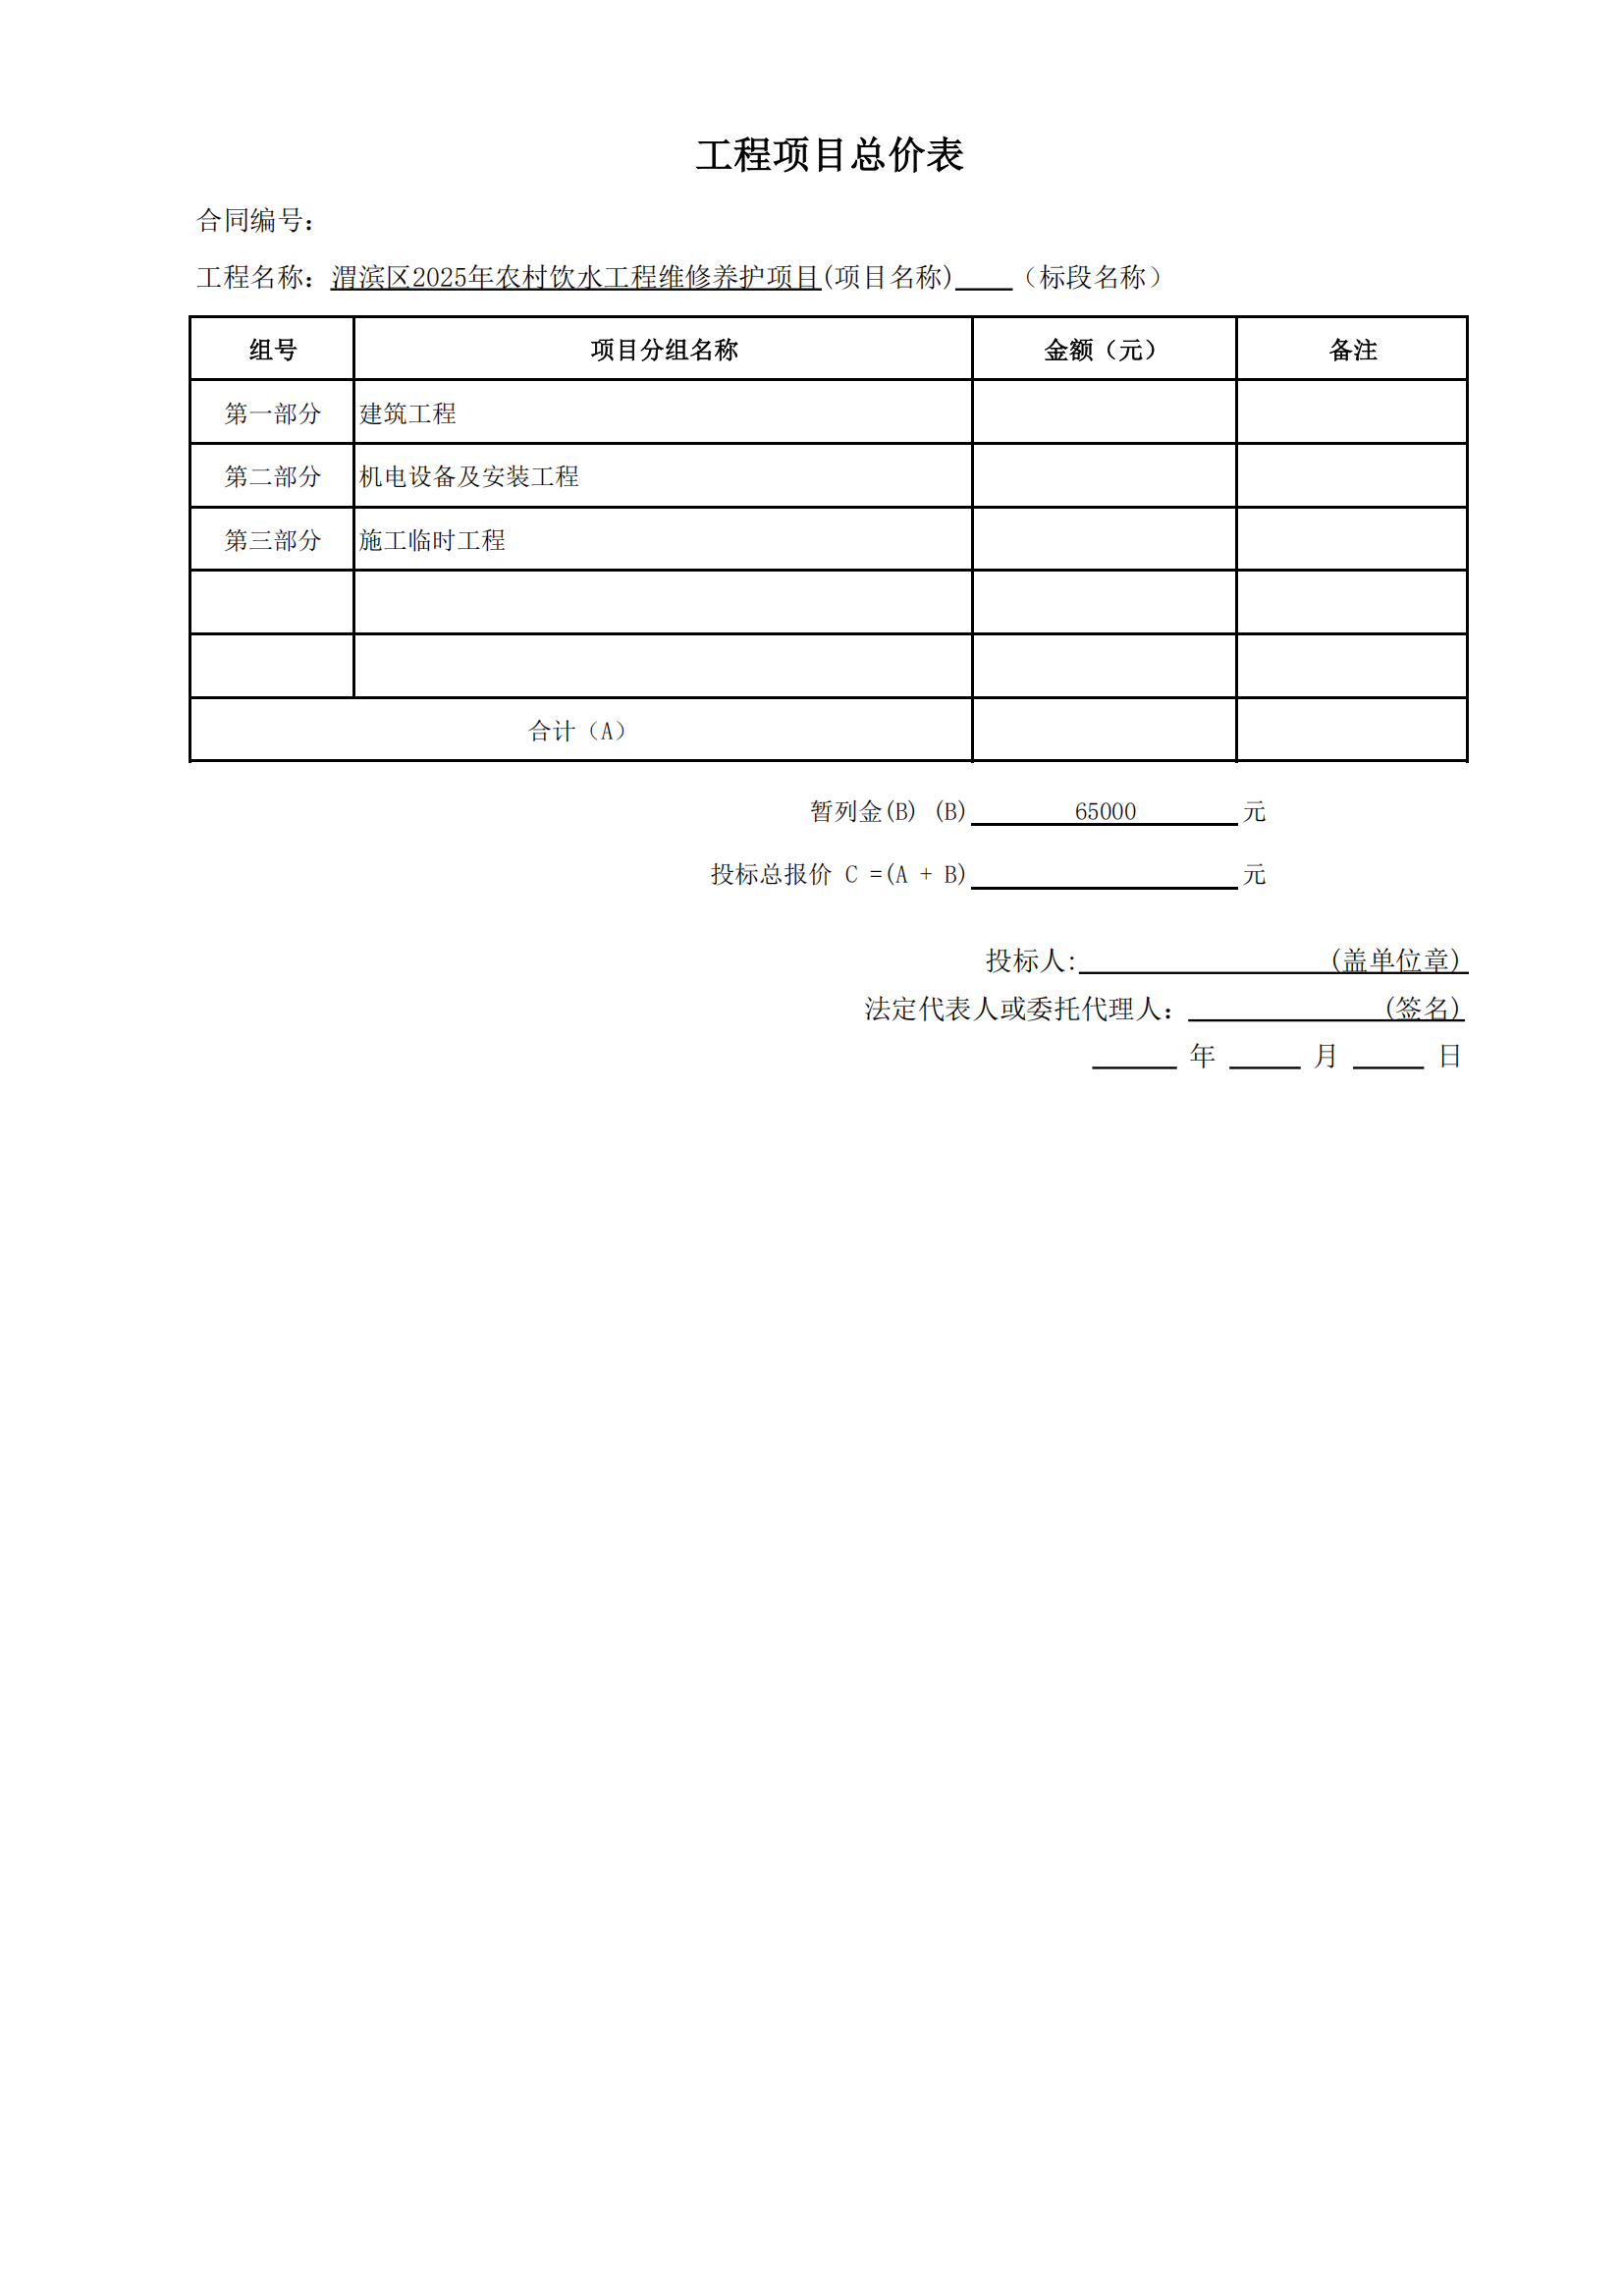 工程项目总价表
合同编号：
工程名称：渭滨区2025年农村饮水工程维修养护项目(项目名称)____（标段名称）
组号 项目分组名称 金额（元） 备注
第一部分 建筑工程
第二部分 机电设备及安装工程
第三部分 施工临时工程
合计（A）
暂列金(B) (B) 65000 元
投标总报价 C =(A + B) 元
投标人: (盖单位章)
法定代表人或委托代理人： (签名)
年 月 日